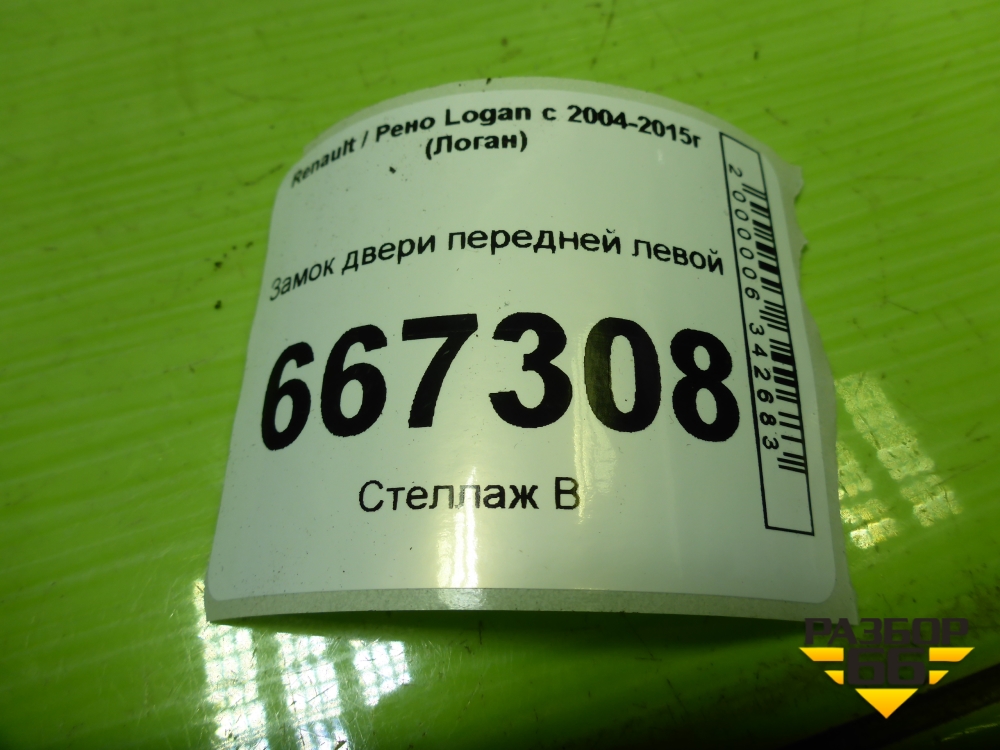 Renault / Рено Logan с 2004-2015г
(Логан)
Замок двери передней левой
667308
Стеллаж В
2000006342683
РАЗБОР
66